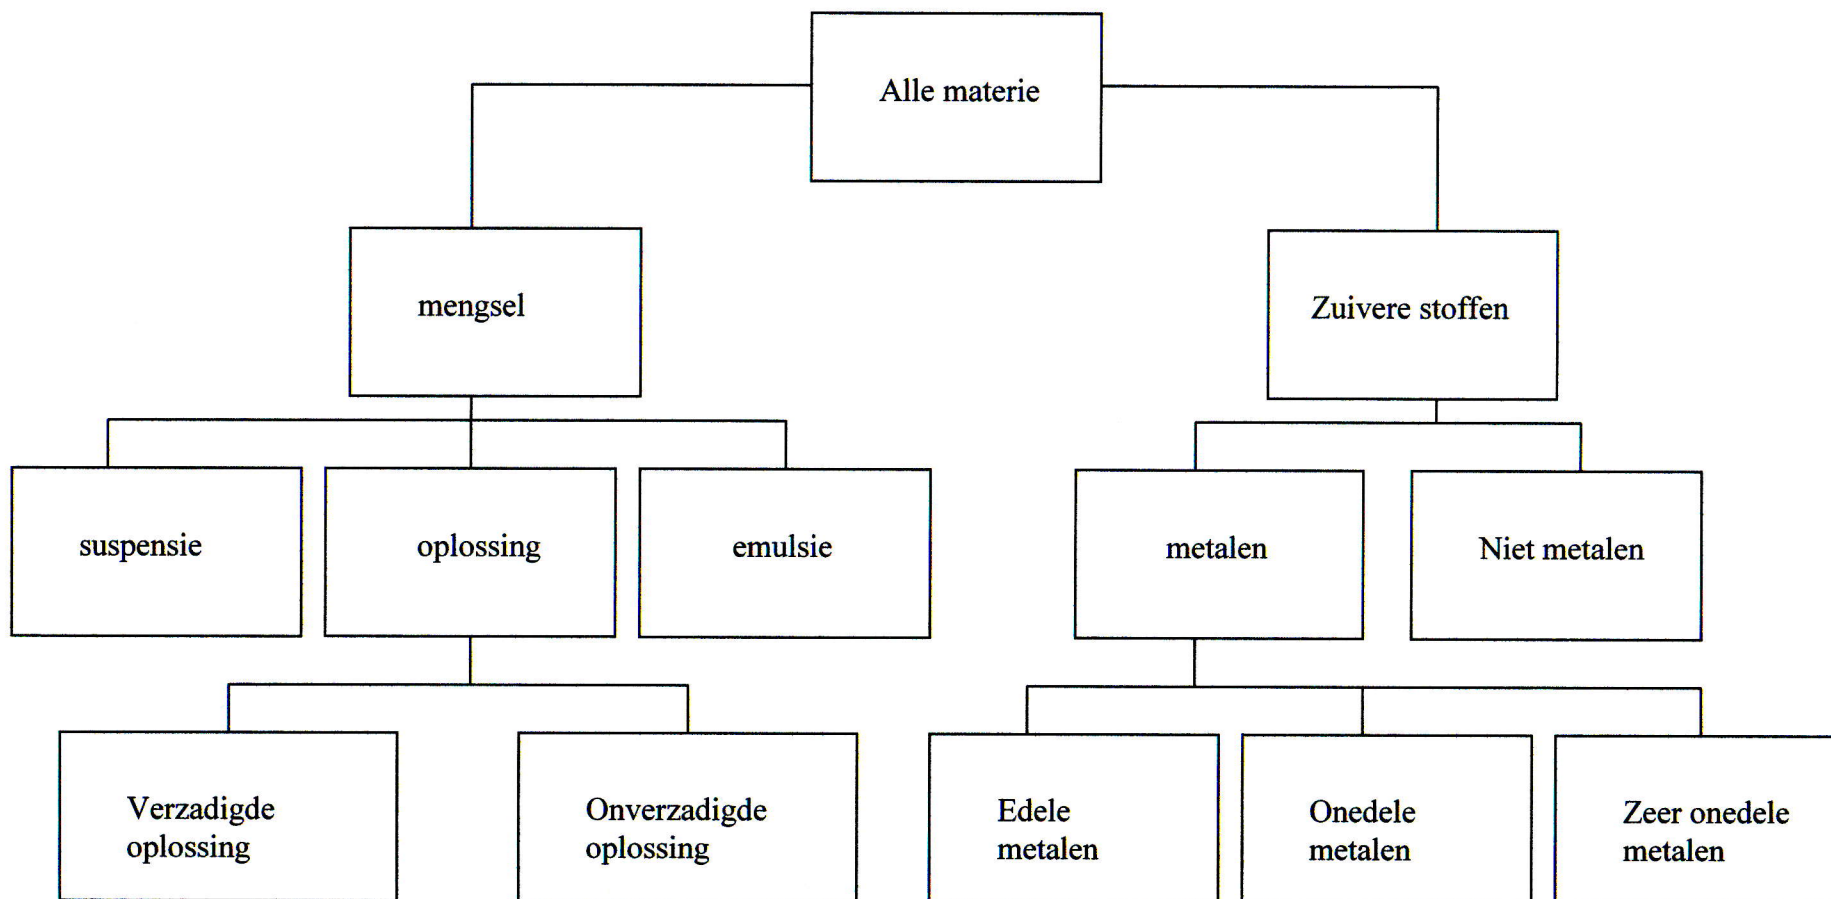 Alle materie
mengsel
Zuivere stoffen
suspensie
oplossing
emulsie
metalen
Niet metalen
Verzadigde
oplossing
Onverzadigde
oplossing
Edele
metalen
Onedele
metalen
Zeer onedele
metalen